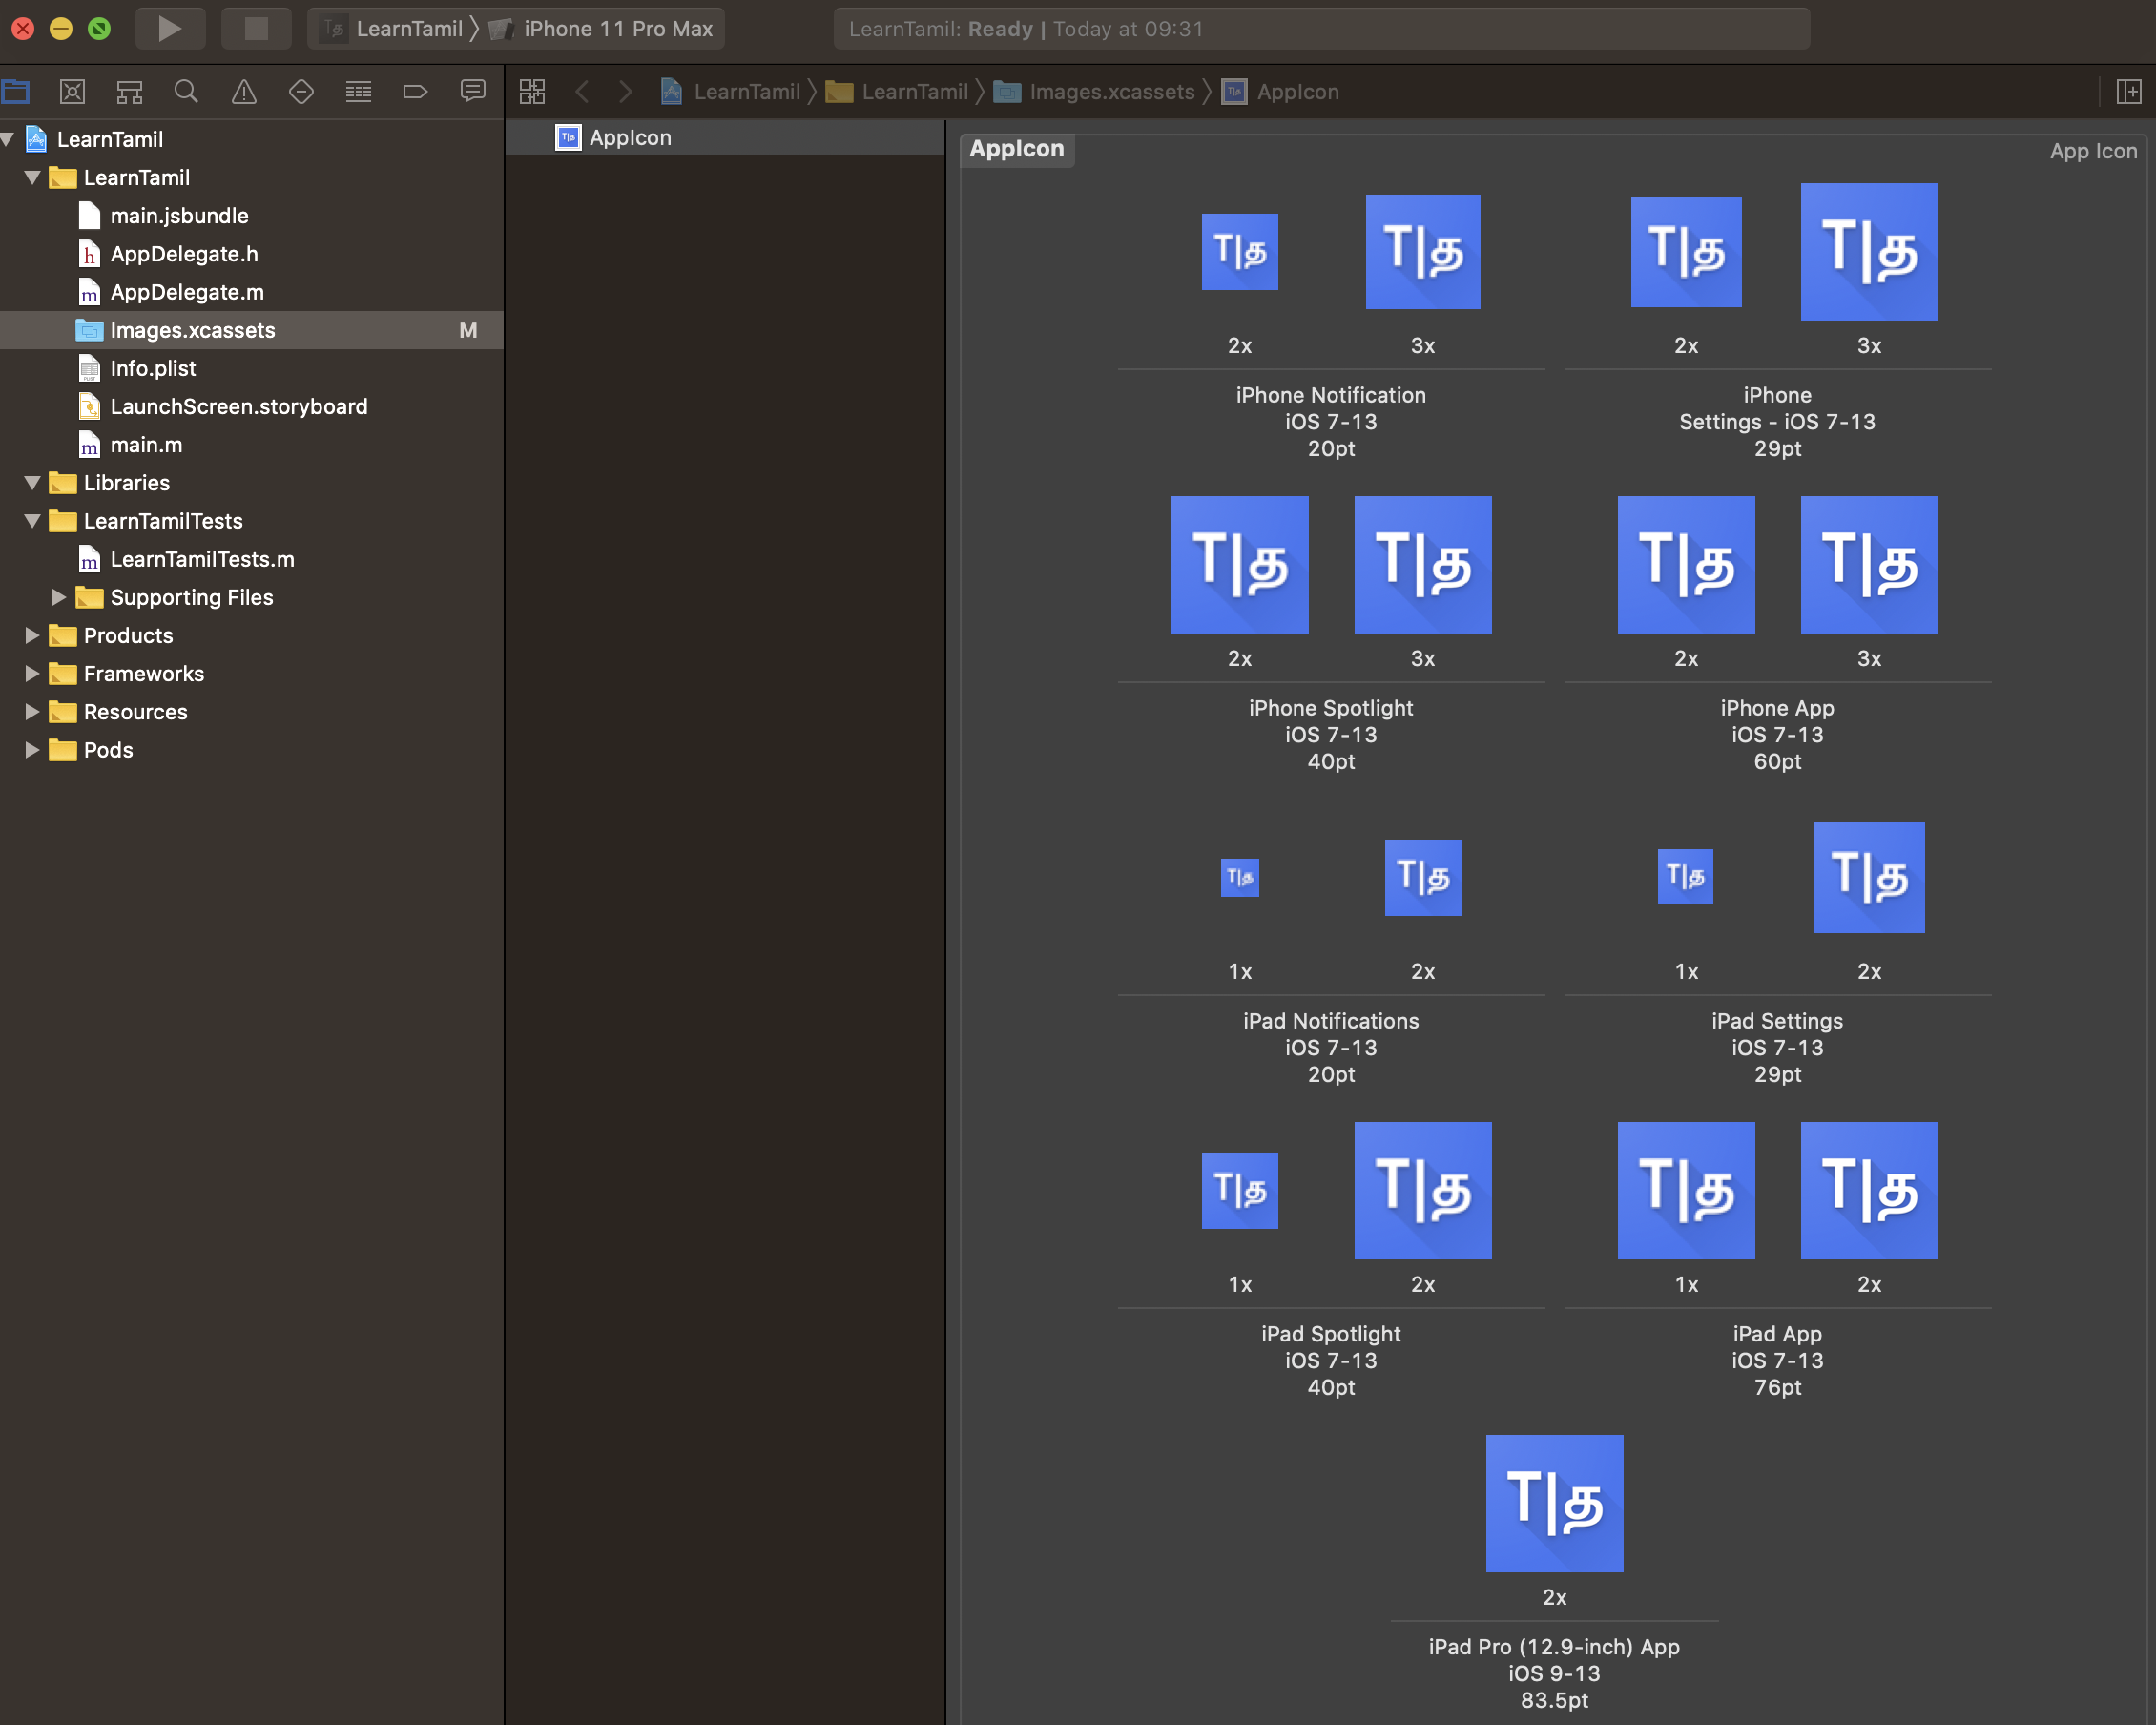 LearnTamil iPhone 11 Pro Max
LearnTamil: Ready | Today at 09:31
LearnTamil LearnTamil Images.xcassets AppIcon
LearnTamil
LearnTamil
main.jsbundle
h AppDelegate.h
m AppDelegate.m
Images.xcassets M
Info.plist
LaunchScreen.storyboard
m main.m
Libraries
LearnTamilTests
m LearnTamilTests.m
Supporting Files
Products
Frameworks
Resources
Pods
AppIcon
AppIcon App Icon
T|த T|த T|த T|த
2x 3x 2x 3x
iPhone Notification
iOS 7-13
20pt
iPhone
Settings - iOS 7-13
29pt
T|த T|த T|த T|த
2x 3x 2x 3x
iPhone Spotlight
iOS 7-13
40pt
iPhone App
iOS 7-13
60pt
T|த T|த T|த T|த
1x 2x 1x 2x
iPad Notifications
iOS 7-13
20pt
iPad Settings
iOS 7-13
29pt
T|த T|த T|த T|த
1x 2x 1x 2x
iPad Spotlight
iOS 7-13
40pt
iPad App
iOS 7-13
76pt
T|த
2x
iPad Pro (12.9-inch) App
iOS 9-13
83.5pt